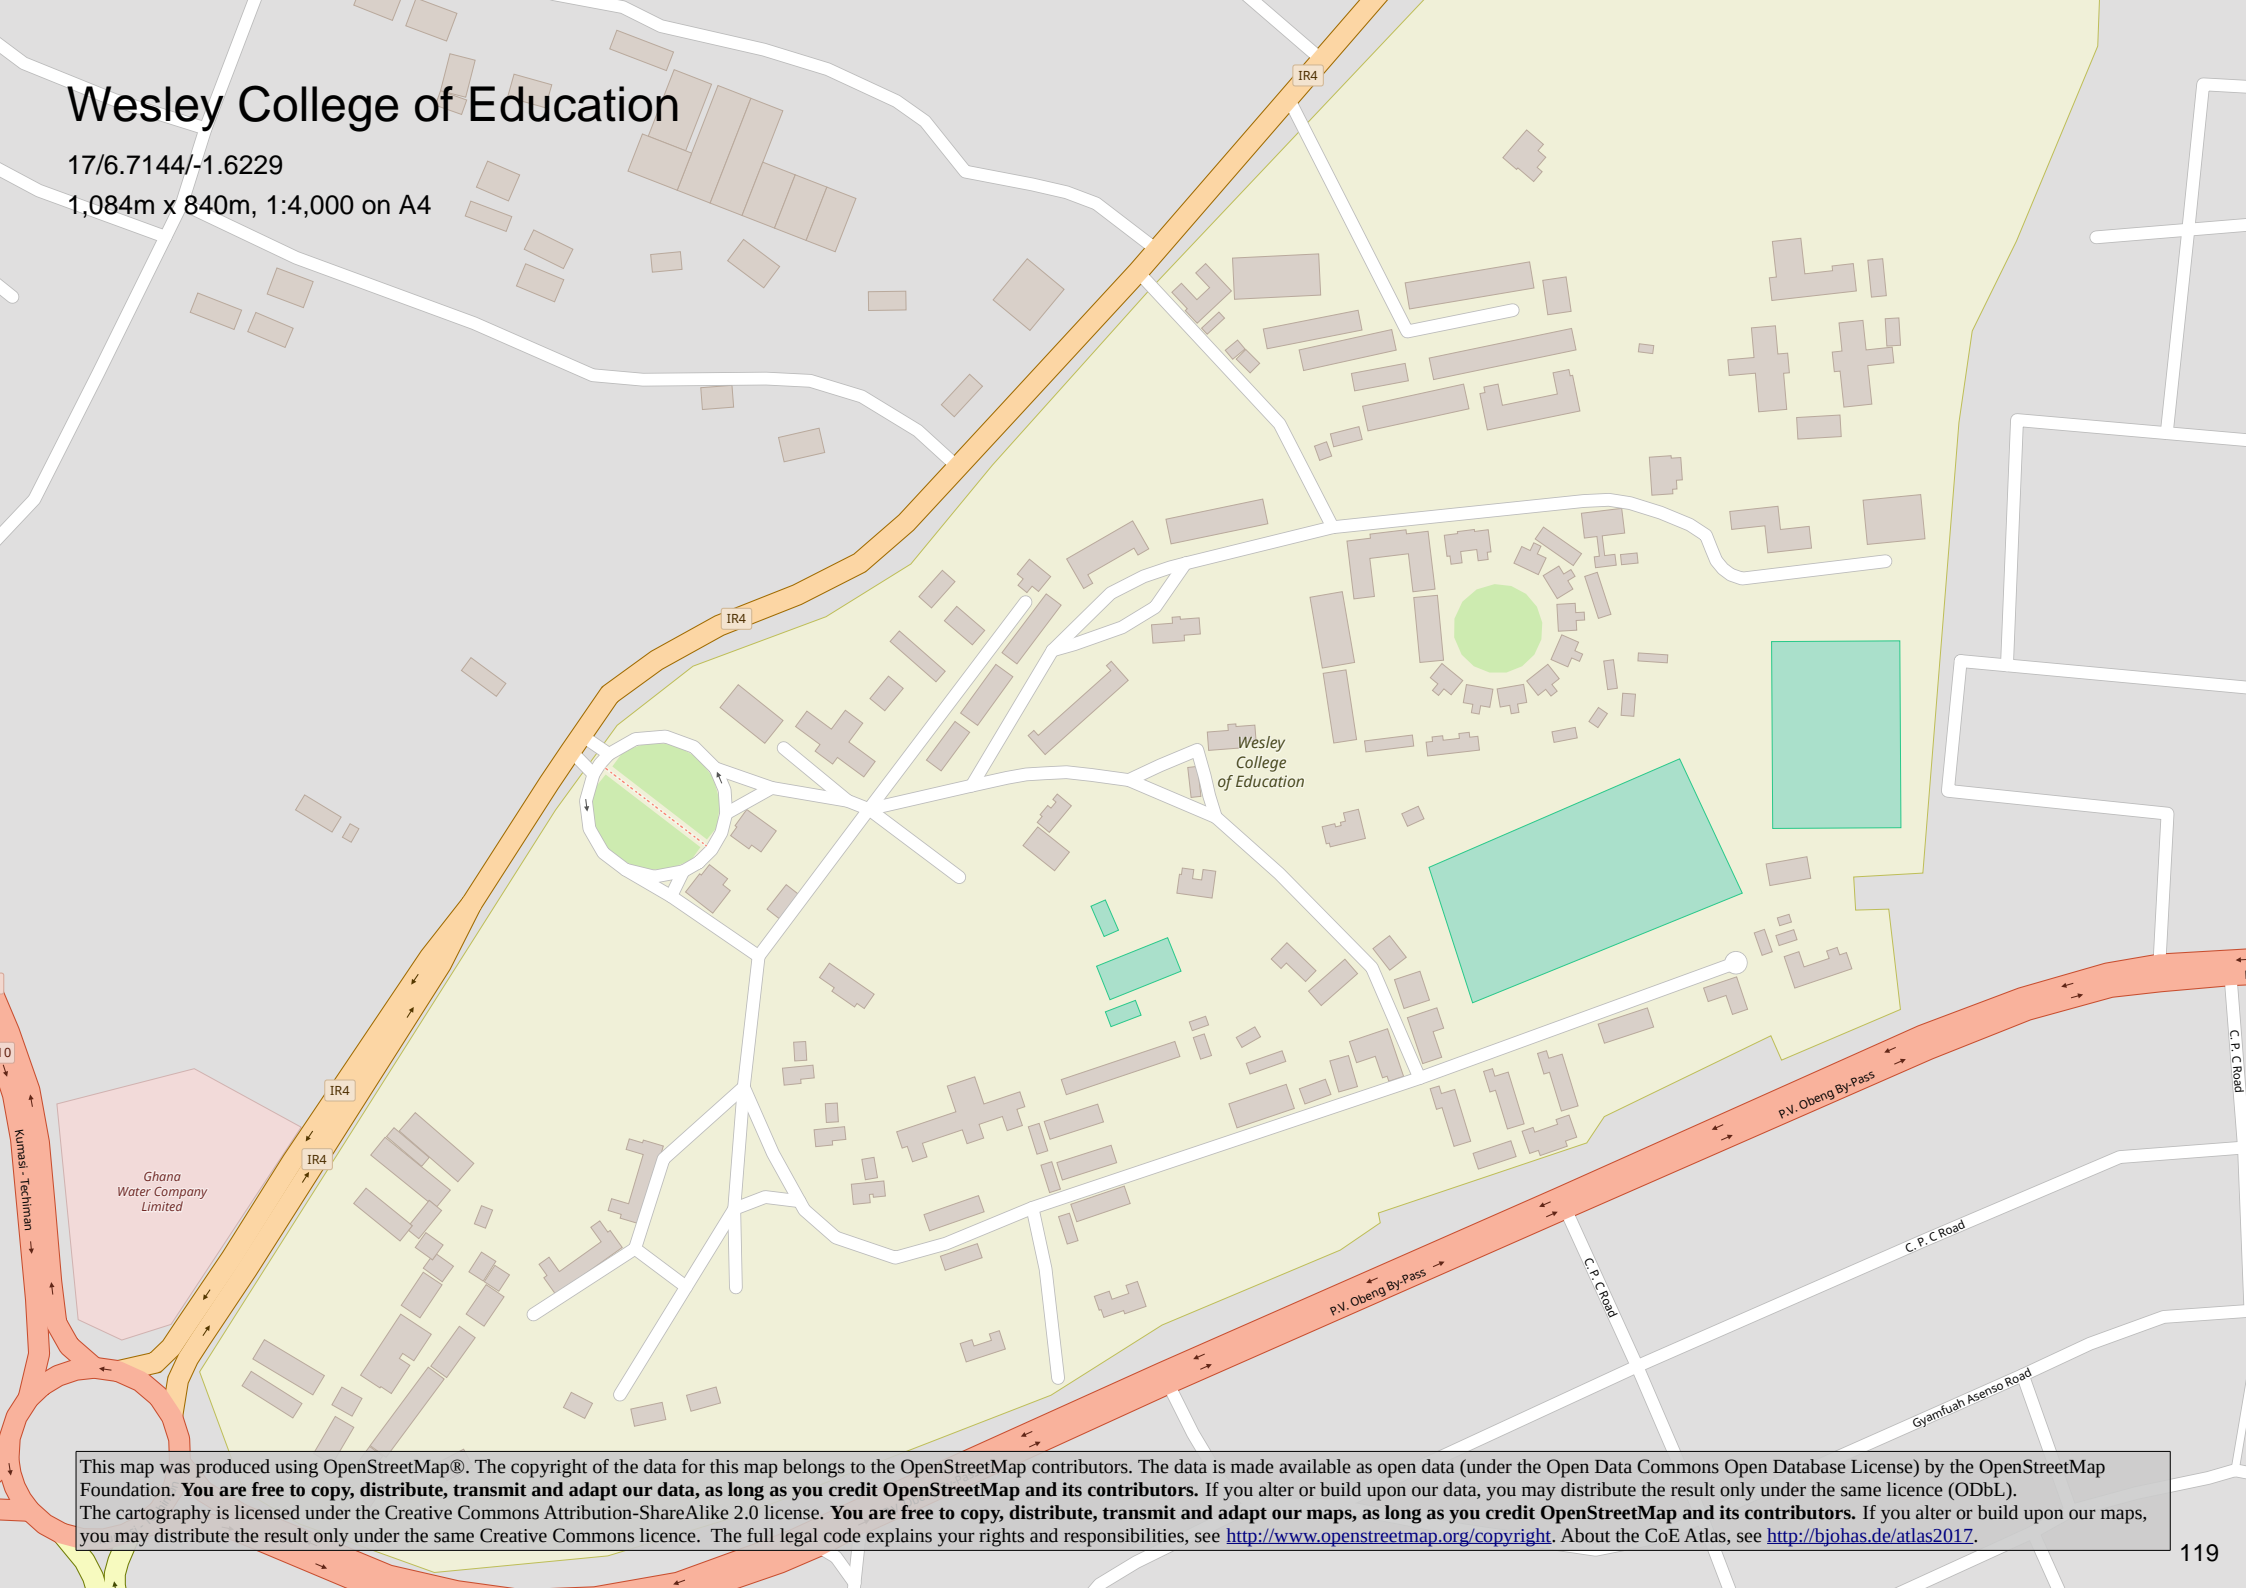 Wesley College of Education
17/6.7144/-1.6229
1,084m x 840m, 1:4,000 on A4
IR4
IR4
Wesley
College
of Education
10
IR4
IR4
Kumasi - Techiman
Ghana
Water Company
Limited
P.V. Obeng By-Pass
P.V. Obeng By-Pass
C. P. C Road
C. P. C Road
C. P. C Road
Gyamfuah Asenso Road
This map was produced using OpenStreetMap®. The copyright of the data for this map belongs to the OpenStreetMap contributors. The data is made available as open data (under the Open Data Commons Open Database License) by the OpenStreetMap
Foundation. You are free to copy, distribute, transmit and adapt our data, as long as you credit OpenStreetMap and its contributors. If you alter or build upon our data, you may distribute the result only under the same licence (ODbL).
The cartography is licensed under the Creative Commons Attribution-ShareAlike 2.0 license. You are free to copy, distribute, transmit and adapt our maps, as long as you credit OpenStreetMap and its contributors. If you alter or build upon our maps,
you may distribute the result only under the same Creative Commons licence. The full legal code explains your rights and responsibilities, see http://www.openstreetmap.org/copyright. About the CoE Atlas, see http://bjohas.de/atlas2017.
119